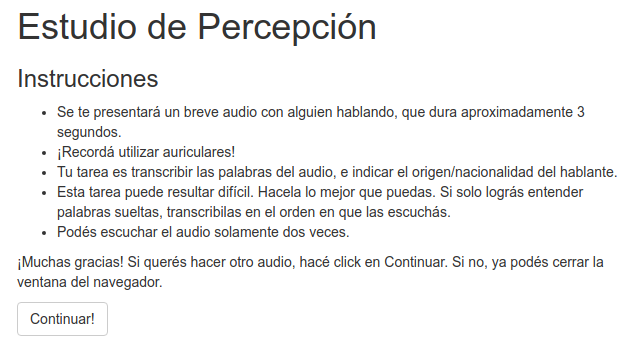 Estudio de Percepción
Instrucciones
• Se te presentará un breve audio con alguien hablando, que dura aproximadamente 3
segundos.
• ¡Recordá utilizar auriculares!
• Tu tarea es transcribir las palabras del audio, e indicar el origen/nacionalidad del hablante.
• Esta tarea puede resultar difícil. Hacela lo mejor que puedas. Si solo lográs entender
palabras sueltas, transcribilas en el orden en que las escuchás.
• Podés escuchar el audio solamente dos veces.
¡Muchas gracias! Si querés hacer otro audio, hacé click en Continuar. Si no, ya podés cerrar la
ventana del navegador.
Continuar!